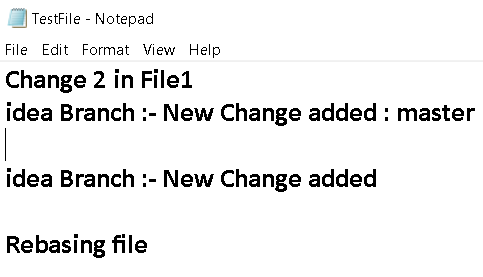 TestFile - Notepad
File Edit Format View Help
Change 2 in File1
idea Branch :- New Change added : master
idea Branch :- New Change added
Rebasing file